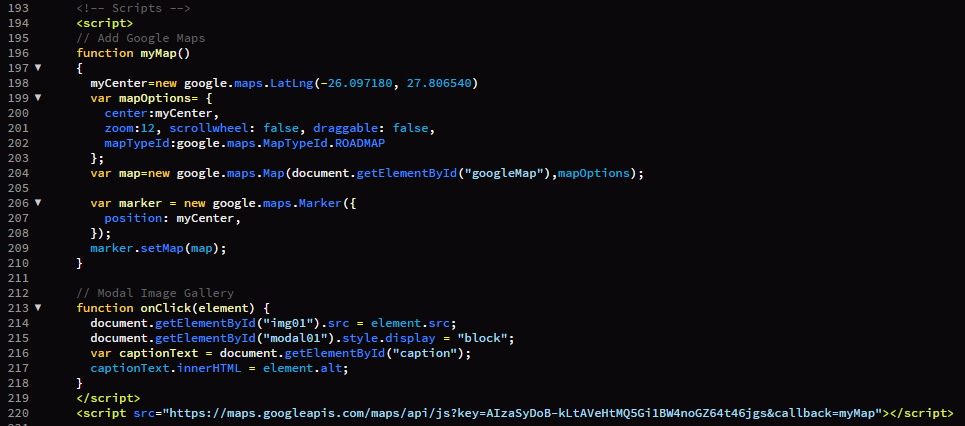 193 <!-- Scripts -->
194 <script>
195 // Add Google Maps
196 function myMap()
197 ▼ {
198 myCenter=new google.maps.LatLng(-26.097180, 27.806540)
199 ▼ var mapOptions= {
200 center:myCenter,
201 zoom:12, scrollwheel: false, draggable: false,
202 mapTypeId:google.maps.MapTypeId.ROADMAP
203 };
204 var map=new google.maps.Map(document.getElementById("googleMap"),mapOptions);
205
206 ▼ var marker = new google.maps.Marker({
207 position: myCenter,
208 });
209 marker.setMap(map);
210 }
211
212 // Modal Image Gallery
213 ▼ function onClick(element) {
214 document.getElementById("img01").src = element.src;
215 document.getElementById("modal01").style.display = "block";
216 var captionText = document.getElementById("caption");
217 captionText.innerHTML = element.alt;
218 }
219 </script>
220 <script src="https://maps.googleapis.com/maps/api/js?key=AIzaSyDoB-kLtAVeHtMQ5Gi1BW4noGZ64t46jgs&callback=myMap"></script>